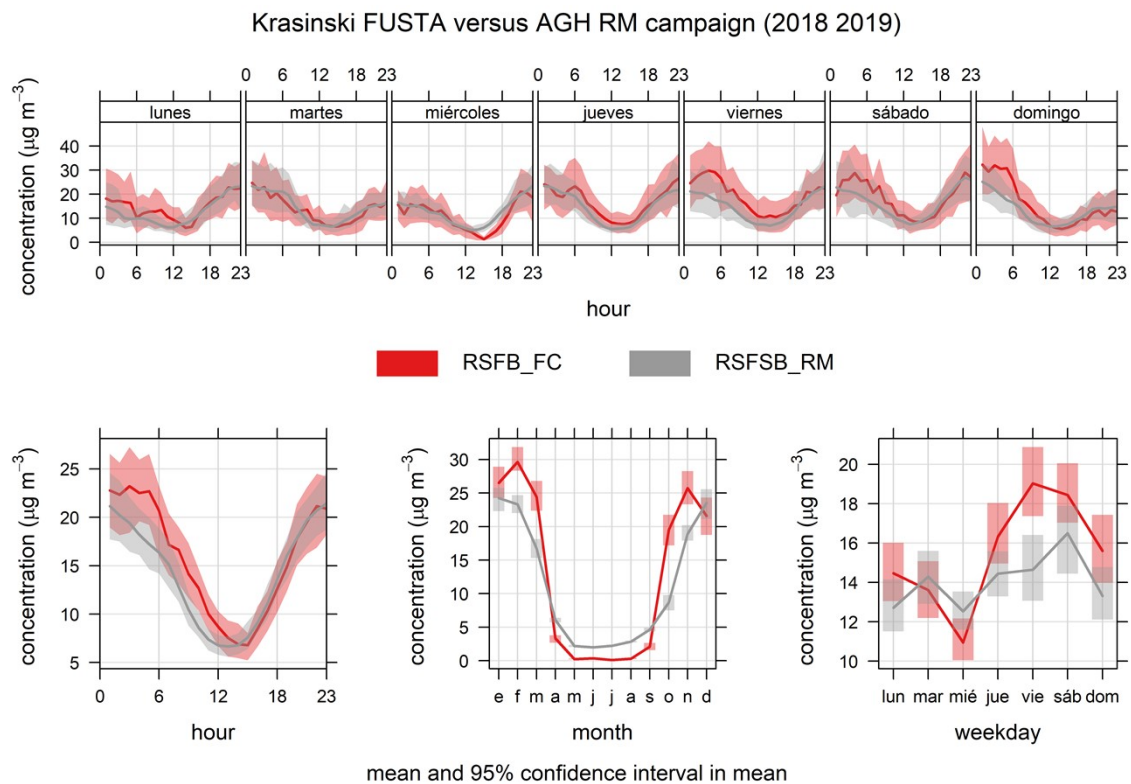 Krasinski FUSTA versus AGH RM campaign (2018 2019)
0 6 12 18 23 0 6 12 18 23 0 6 12 18 23
lunes martes miércoles jueves viernes sábado domingo
concentration (µg m−3)
40
30
20
10
0
0 6 12 18 23 0 6 12 18 23 0 6 12 18 23 0 6 12 18 23
hour
RSFB_FC RSFSB_RM
concentration (µg m−3)
25
20
15
10
5
0 6 12 18 23
hour
concentration (µg m−3)
30
25
20
15
10
5
0
e f m a m j j a s o n d
month
concentration (µg m−3)
20
18
16
14
12
10
lun mar mié jue vie sáb dom
weekday
mean and 95% confidence interval in mean